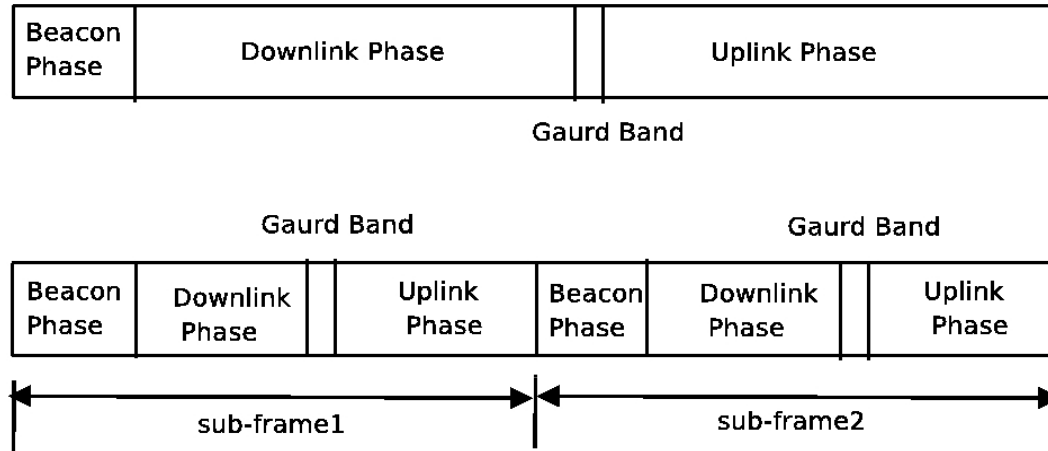 Beacon
Phase
Downlink Phase
Uplink Phase
Gaurd Band
Gaurd Band
Gaurd Band
Beacon
Phase
Downlink
Phase
Uplink
Phase
Beacon
Phase
Downlink
Phase
Uplink
Phase
sub-frame1
sub-frame2